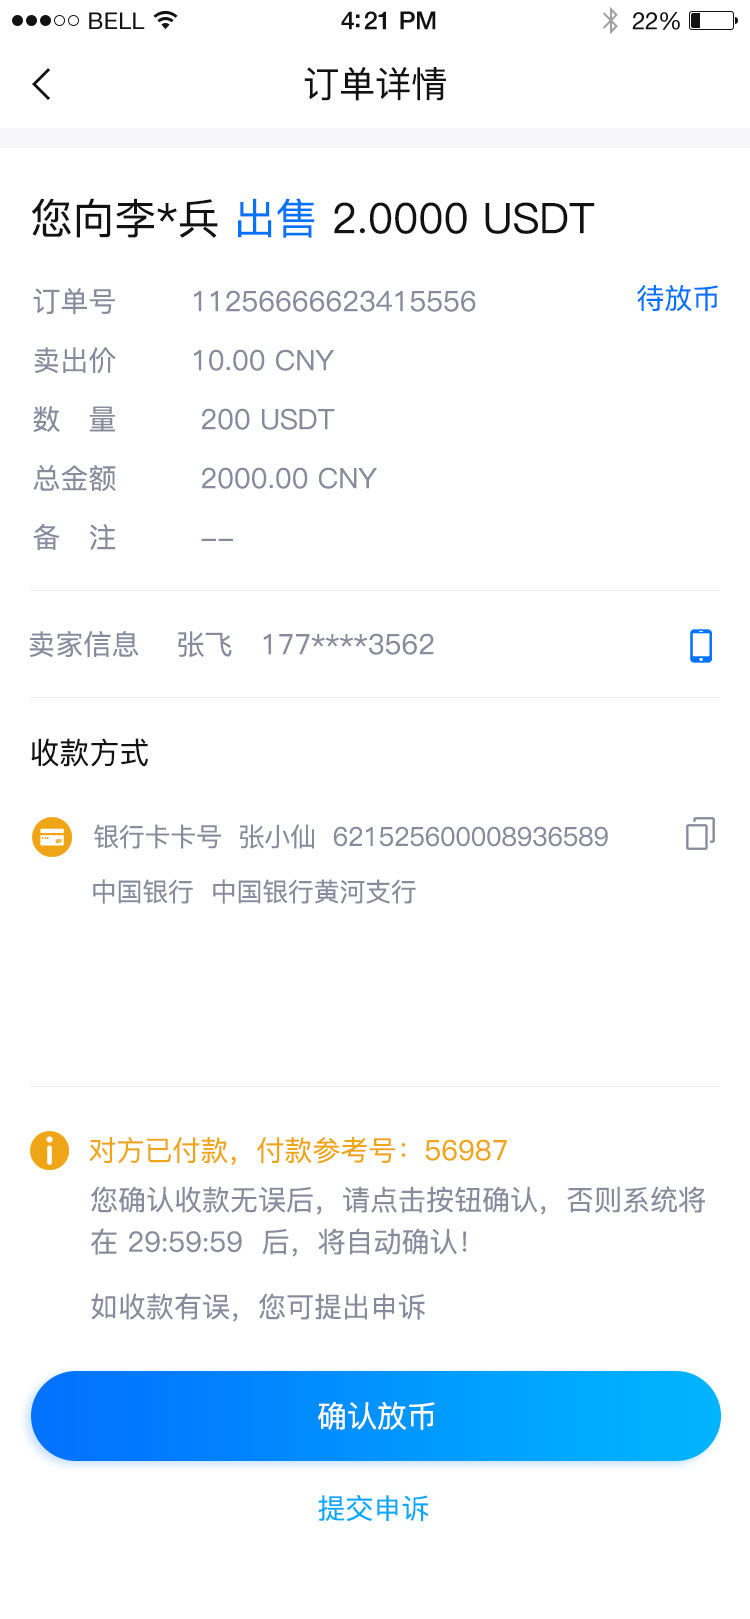 BELL 4:21 PM 22%
订单详情
您向李*兵 出售 2.0000 USDT
订单号 11256666623415556 待放币
卖出价 10.00 CNY
数 量 200 USDT
总金额 2000.00 CNY
备 注 --
卖家信息 张飞 177****3562
收款方式
银行卡卡号 张小仙 621525600008936589
中国银行 中国银行黄河支行
对方已付款，付款参考号：56987
您确认收款无误后，请点击按钮确认，否则系统将
在 29:59:59 后，将自动确认！
如收款有误，您可提出申诉
确认放币
提交申诉